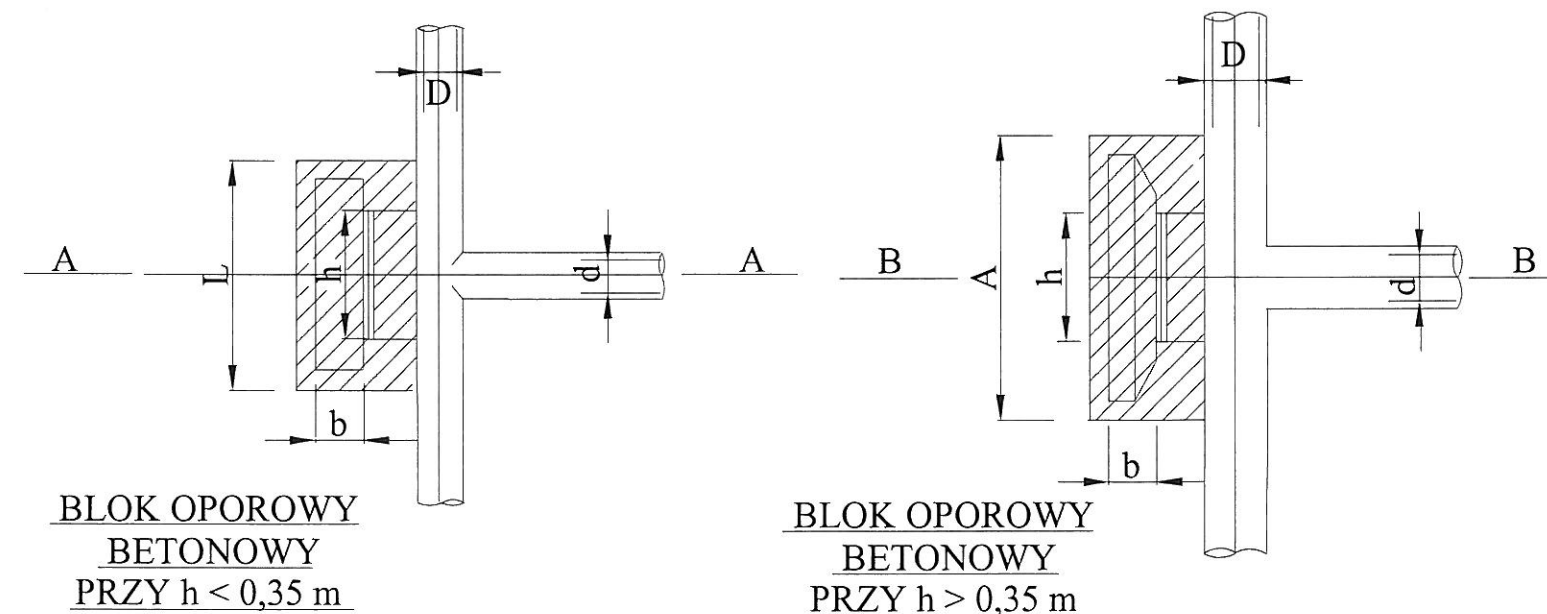 D
A
L
h
d
A
b
BLOK OPOROWY
BETONOWY
PRZY h < 0,35 m
D
B
A
h
d
B
b
BLOK OPOROWY
BETONOWY
PRZY h > 0,35 m